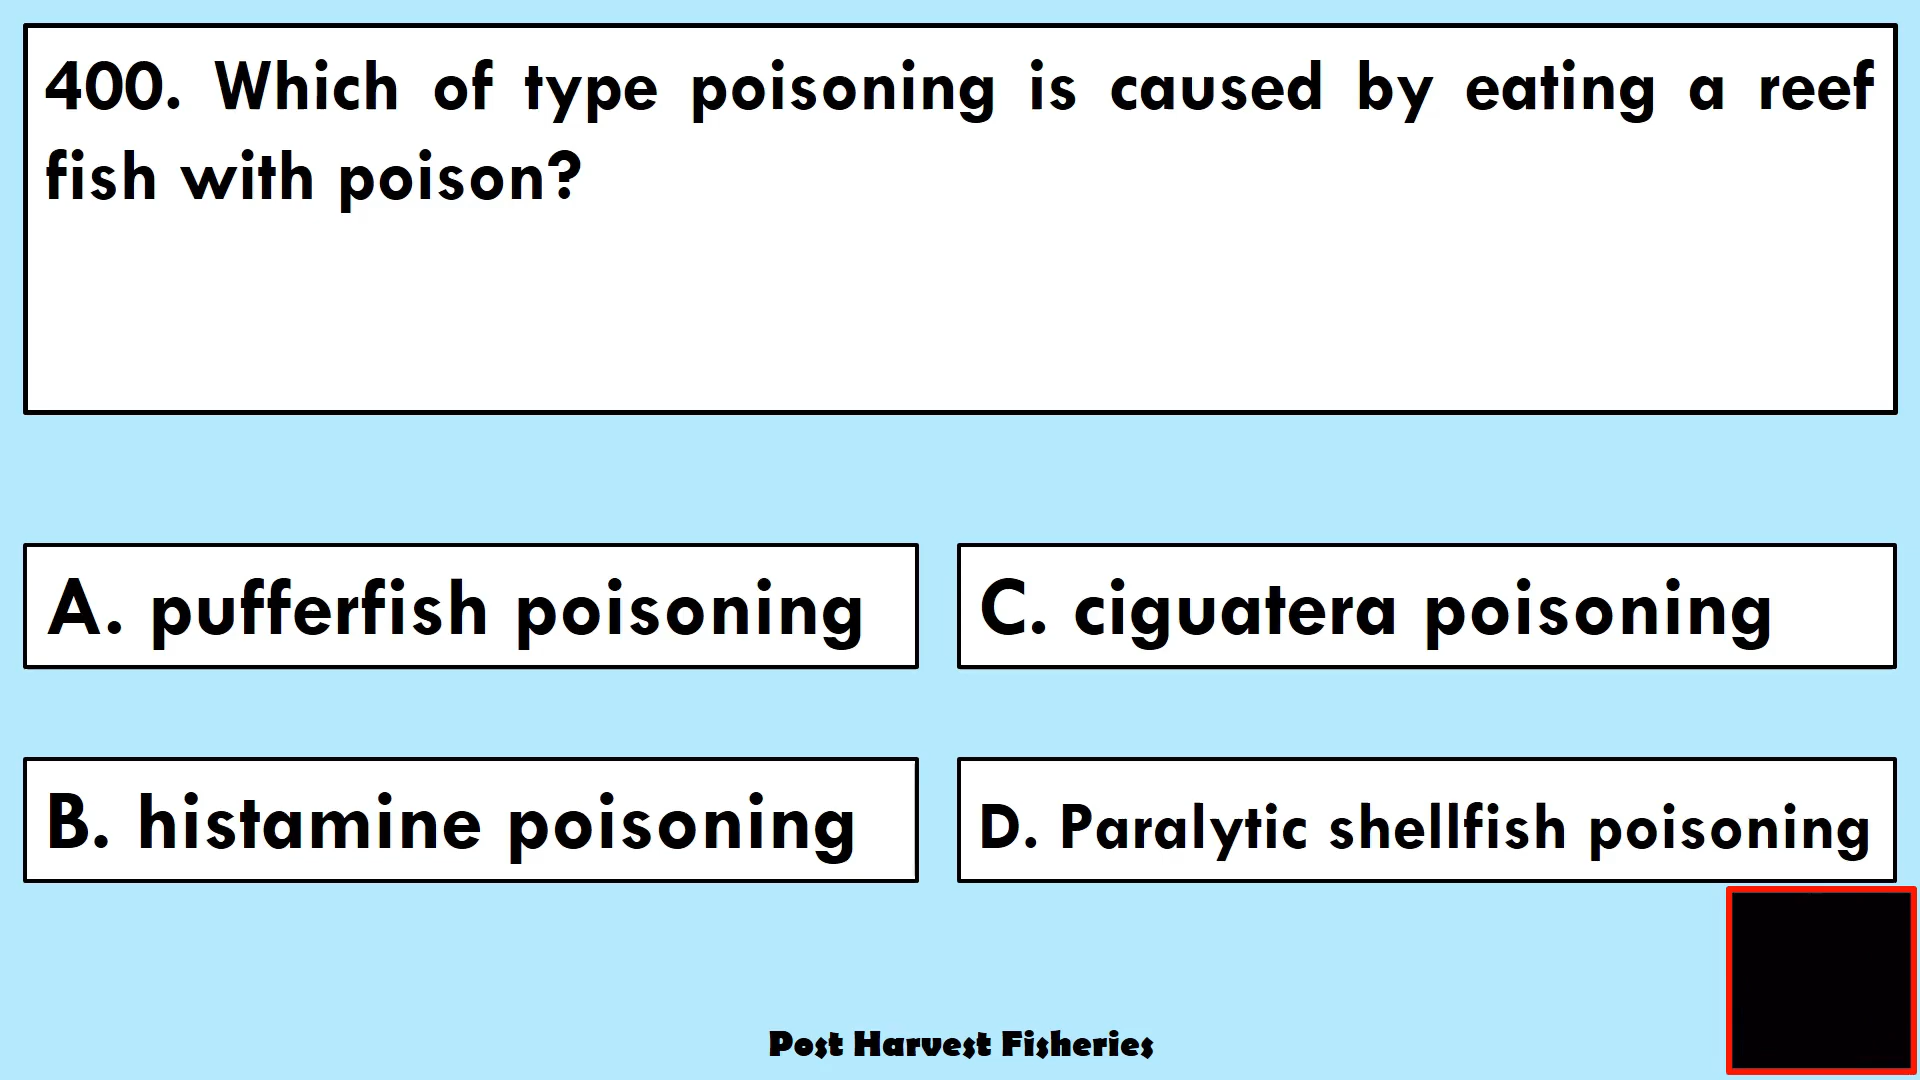 400. Which of type poisoning is caused by eating a reef
fish with poison?
A. pufferfish poisoning
C. ciguatera poisoning
B. histamine poisoning
D. Paralytic shellfish poisoning
Post Harvest Fisheries